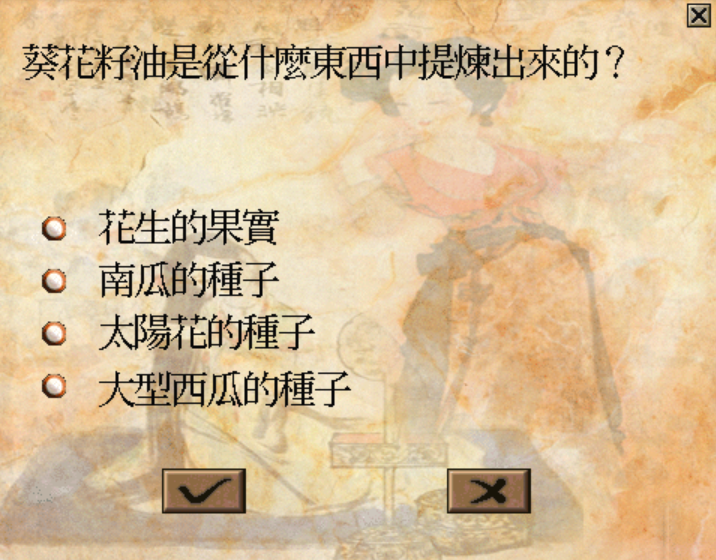 葵花籽油是從什麼東西中提煉出來的？
花生的果實
南瓜的種子
太陽花的種子
大型西瓜的種子